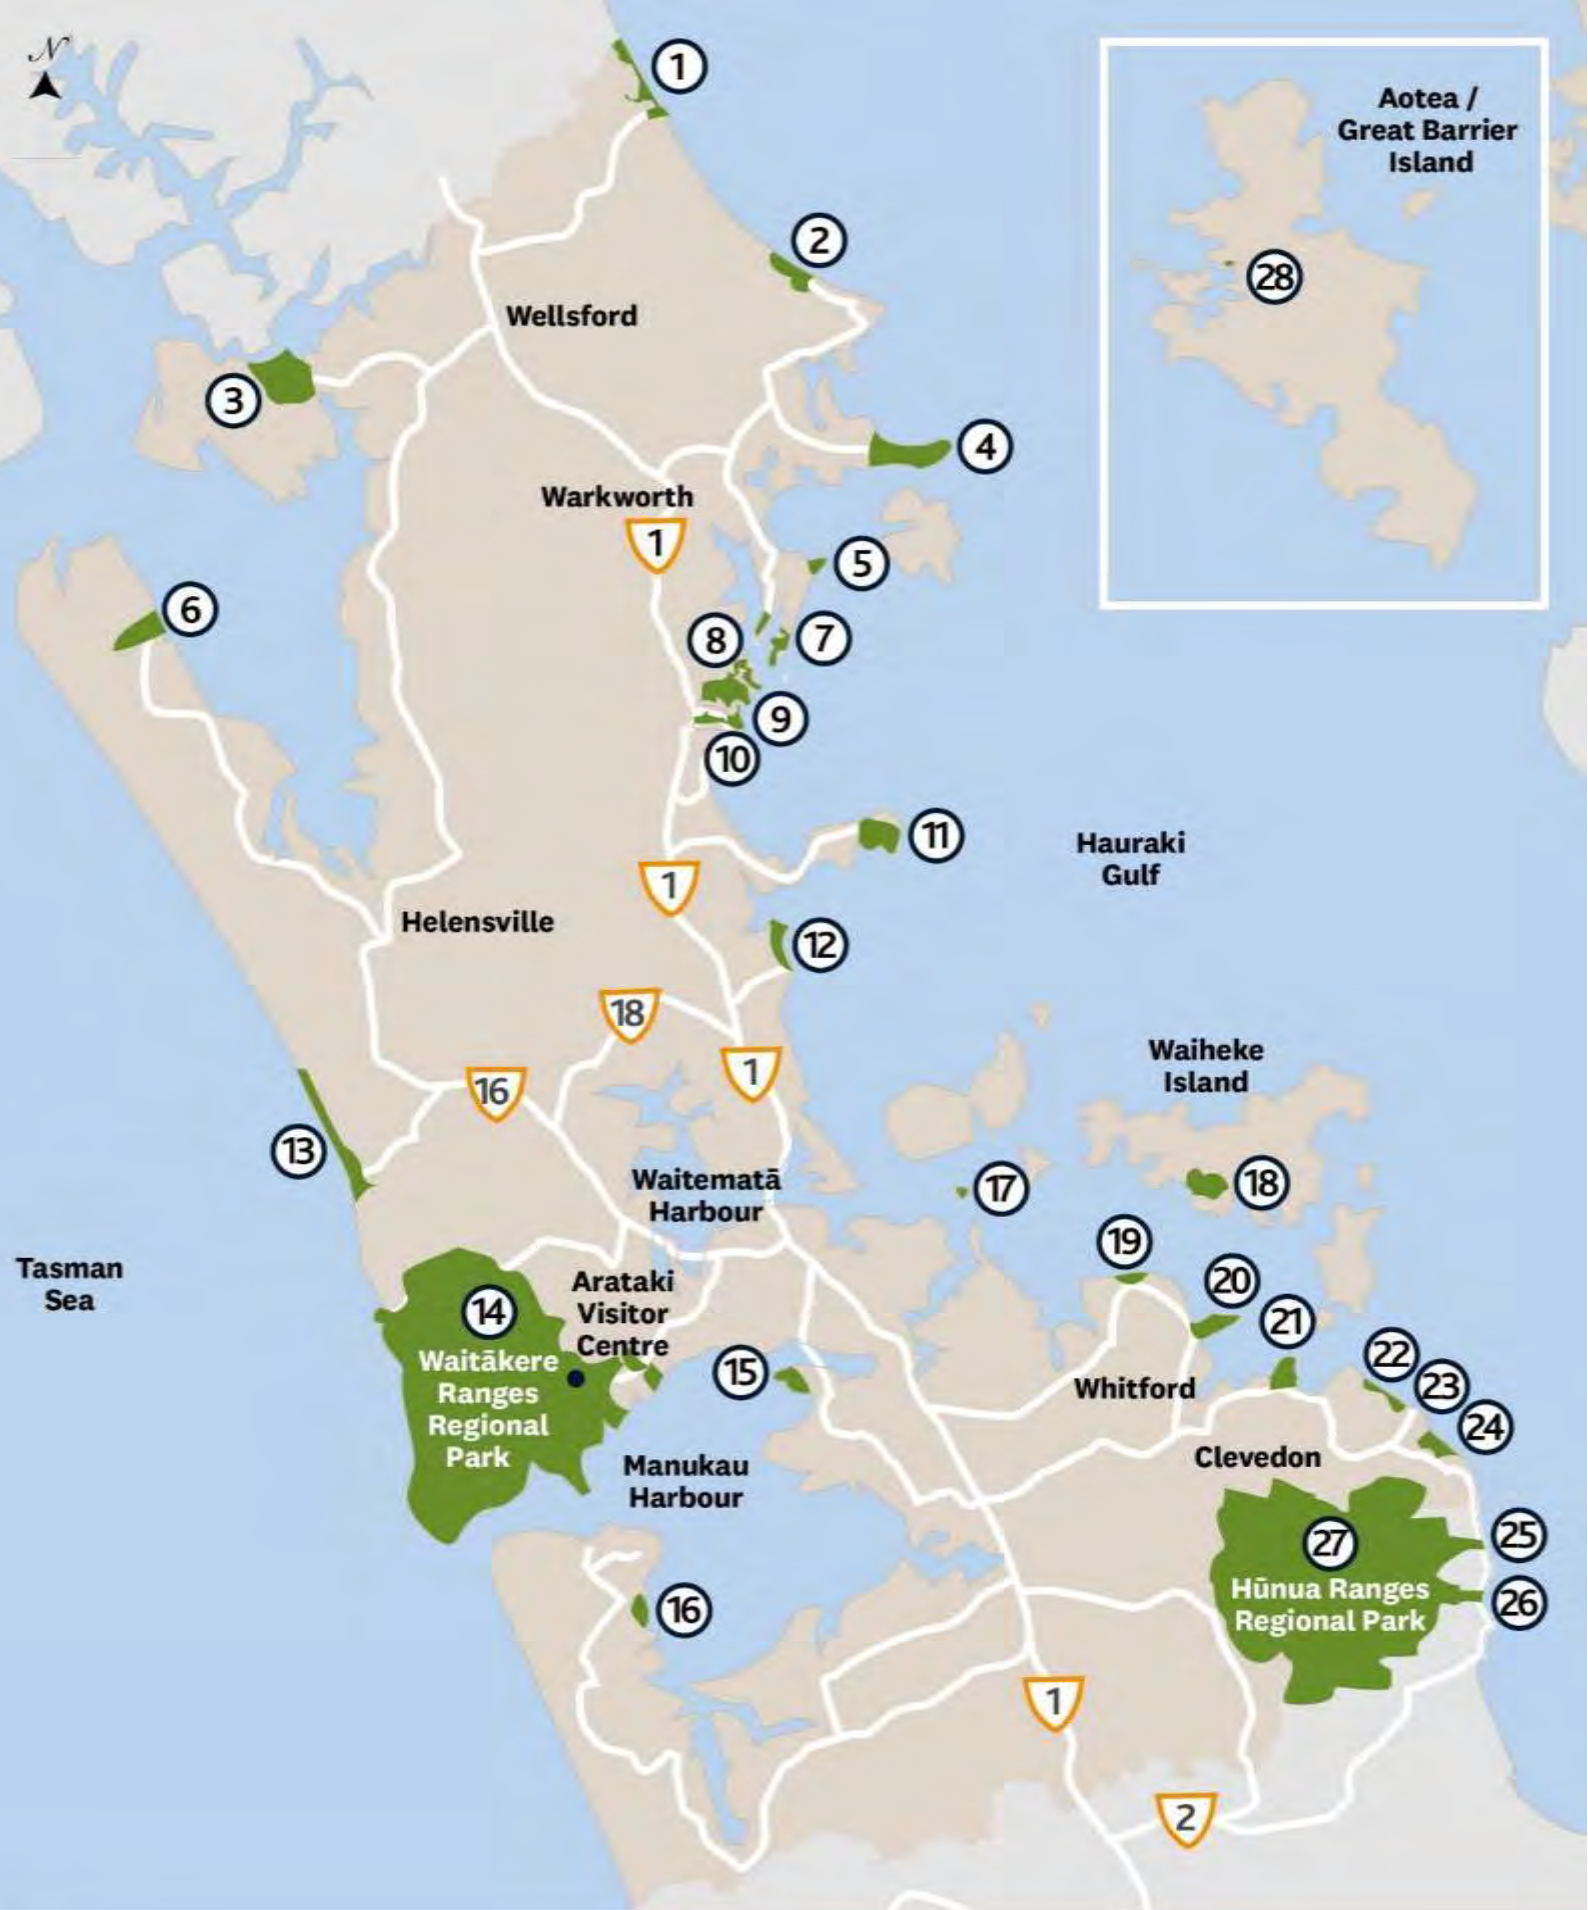 N
1
Aotea /
Great Barrier
Island
2
28
Wellsford
3
4
Warkworth
1
5
6
8
7
9
10
11
Hauraki
Gulf
1
Helensville
12
18
Waiheke
Island
1
16
13
Waitematā
Harbour
17
18
19
Tasman
Sea
20
14
Arataki
Visitor
Centre
21
Waitākere
Ranges
Regional
Park
15
22
Whitford
23
24
Manukau
Harbour
Clevedon
27
25
Hūnua Ranges
Regional Park
26
16
1
2